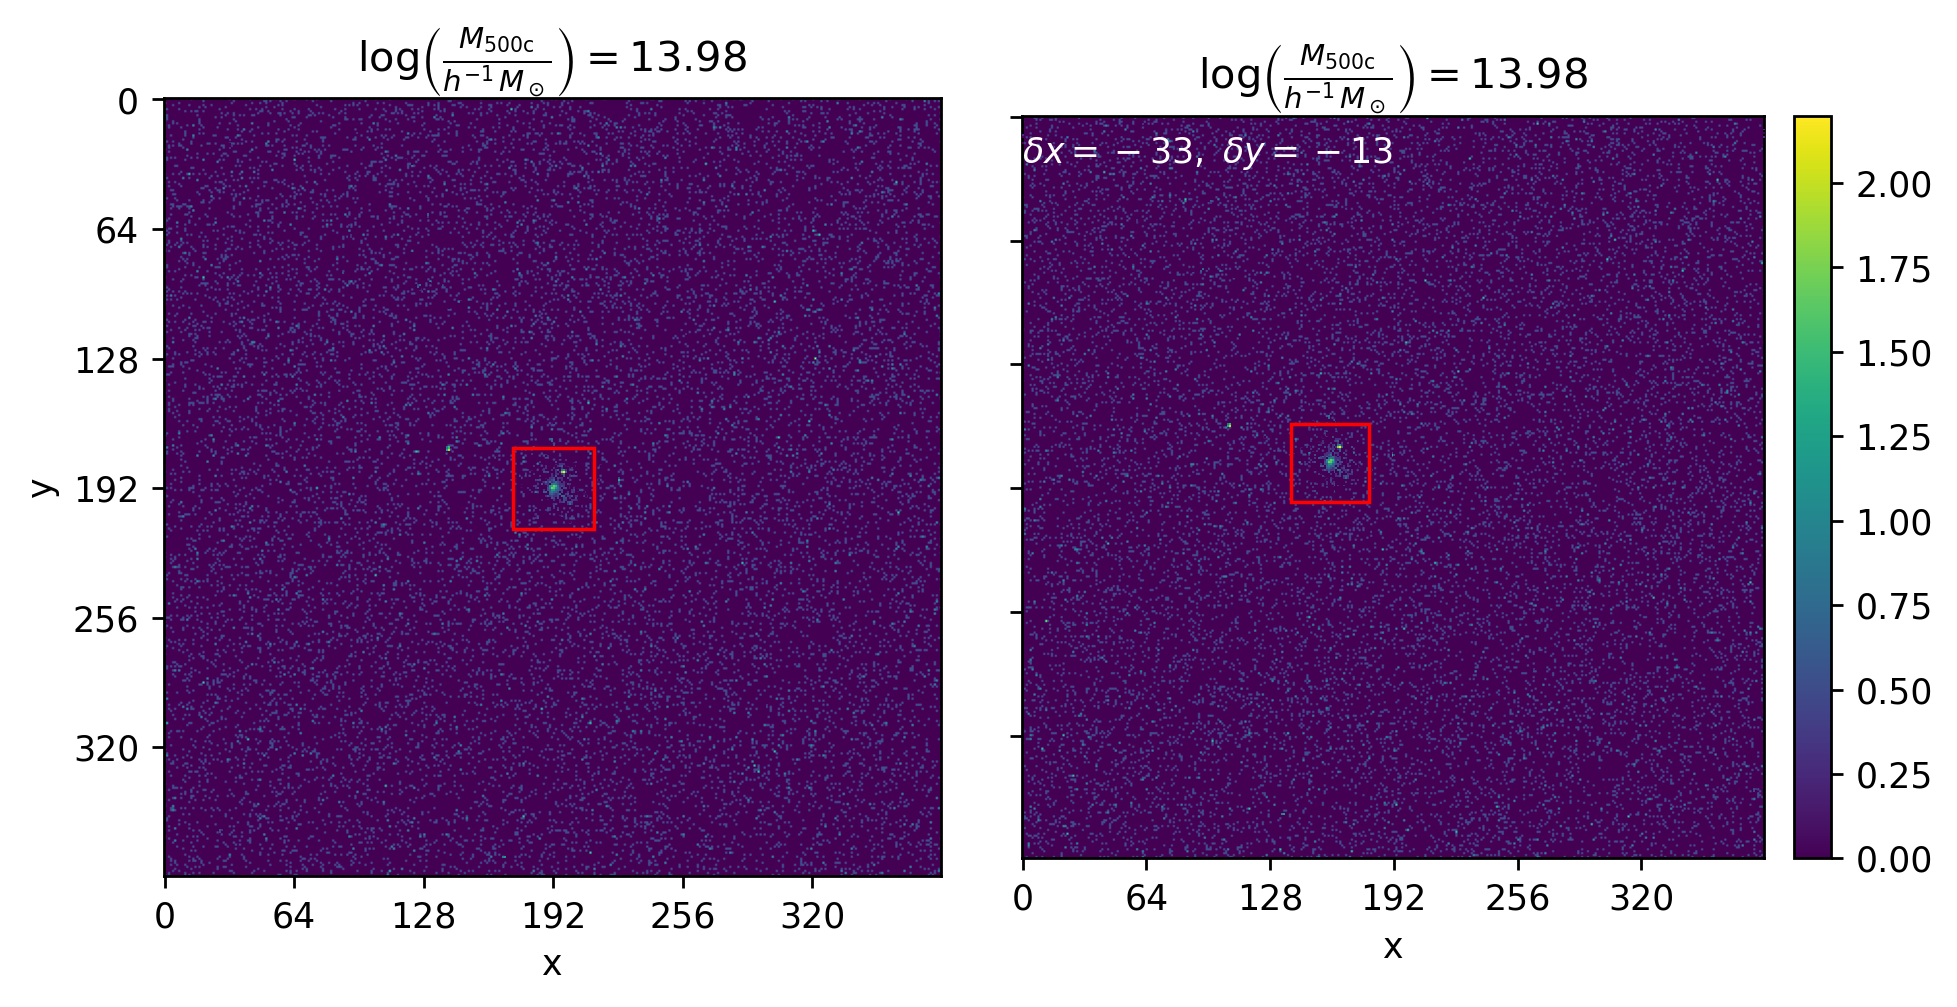 log(M500c / h−1 M⊙) = 13.98
0
64
128
192
256
320
y
0 64 128 192 256 320
x
log(M500c / h−1 M⊙) = 13.98
δx = −33, δy = −13
0 64 128 192 256 320
x
2.00
1.75
1.50
1.25
1.00
0.75
0.50
0.25
0.00